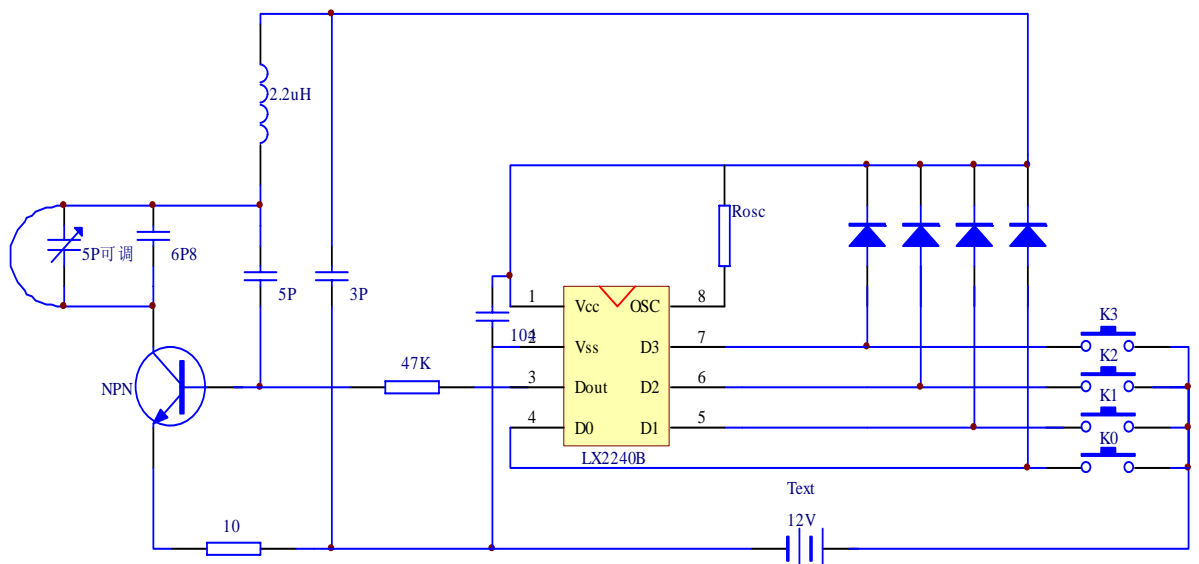 2.2uH
5P可调
6P8
5P
3P
NPN
47K
10
104
Rosc
1
Vcc
OSC
8
2
Vss
D3
7
3
Dout
D2
6
4
D0
D1
5
LX2240B
K3
K2
K1
K0
Text
12V